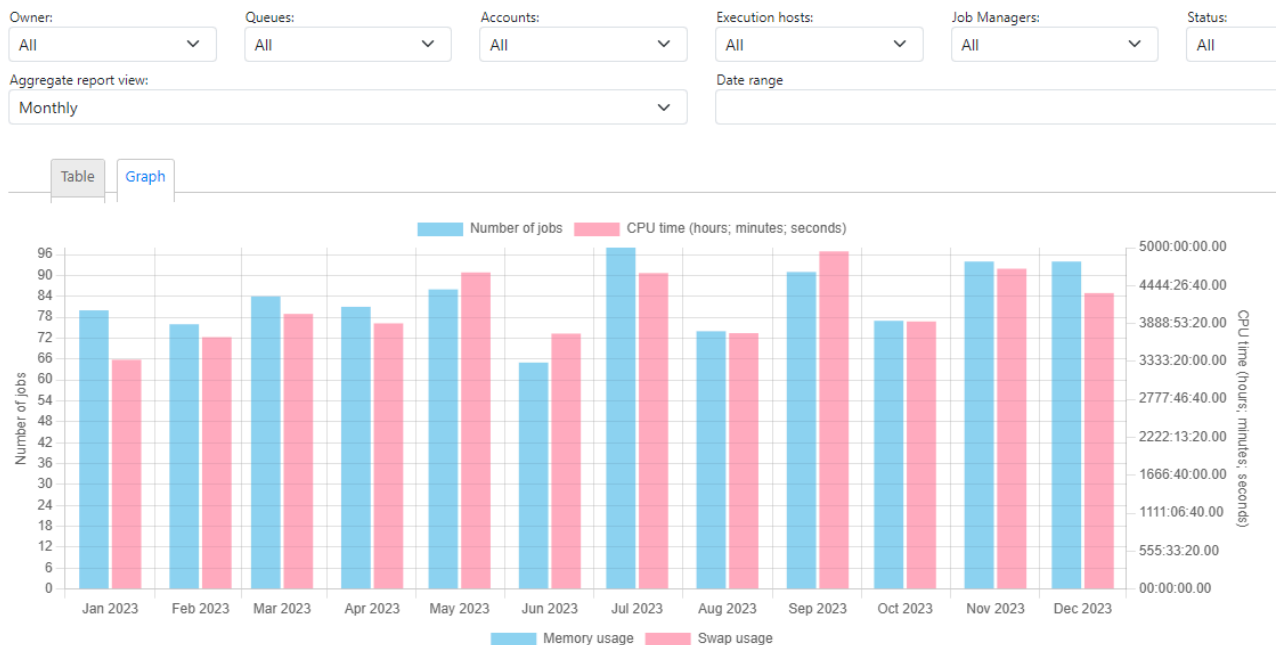 Owner: Queues: Accounts: Execution hosts: Job Managers: Status:
All All All All All All
Aggregate report view: Date range
Monthly
Table Graph
Number of jobs CPU time (hours; minutes; seconds)
96 5000:00:00.00
90 4444:26:40.00
84
78 3888:53:20.00
72
66 3333:20:00.00
60
54 2777:46:40.00
48
42 2222:13:20.00
36
30 1666:40:00.00
24
18 1111:06:40.00
12
6 555:33:20.00
0 00:00:00.00
Number of jobs
CPU time (hours; minutes; seconds)
Jan 2023 Feb 2023 Mar 2023 Apr 2023 May 2023 Jun 2023 Jul 2023 Aug 2023 Sep 2023 Oct 2023 Nov 2023 Dec 2023
Memory usage Swap usage